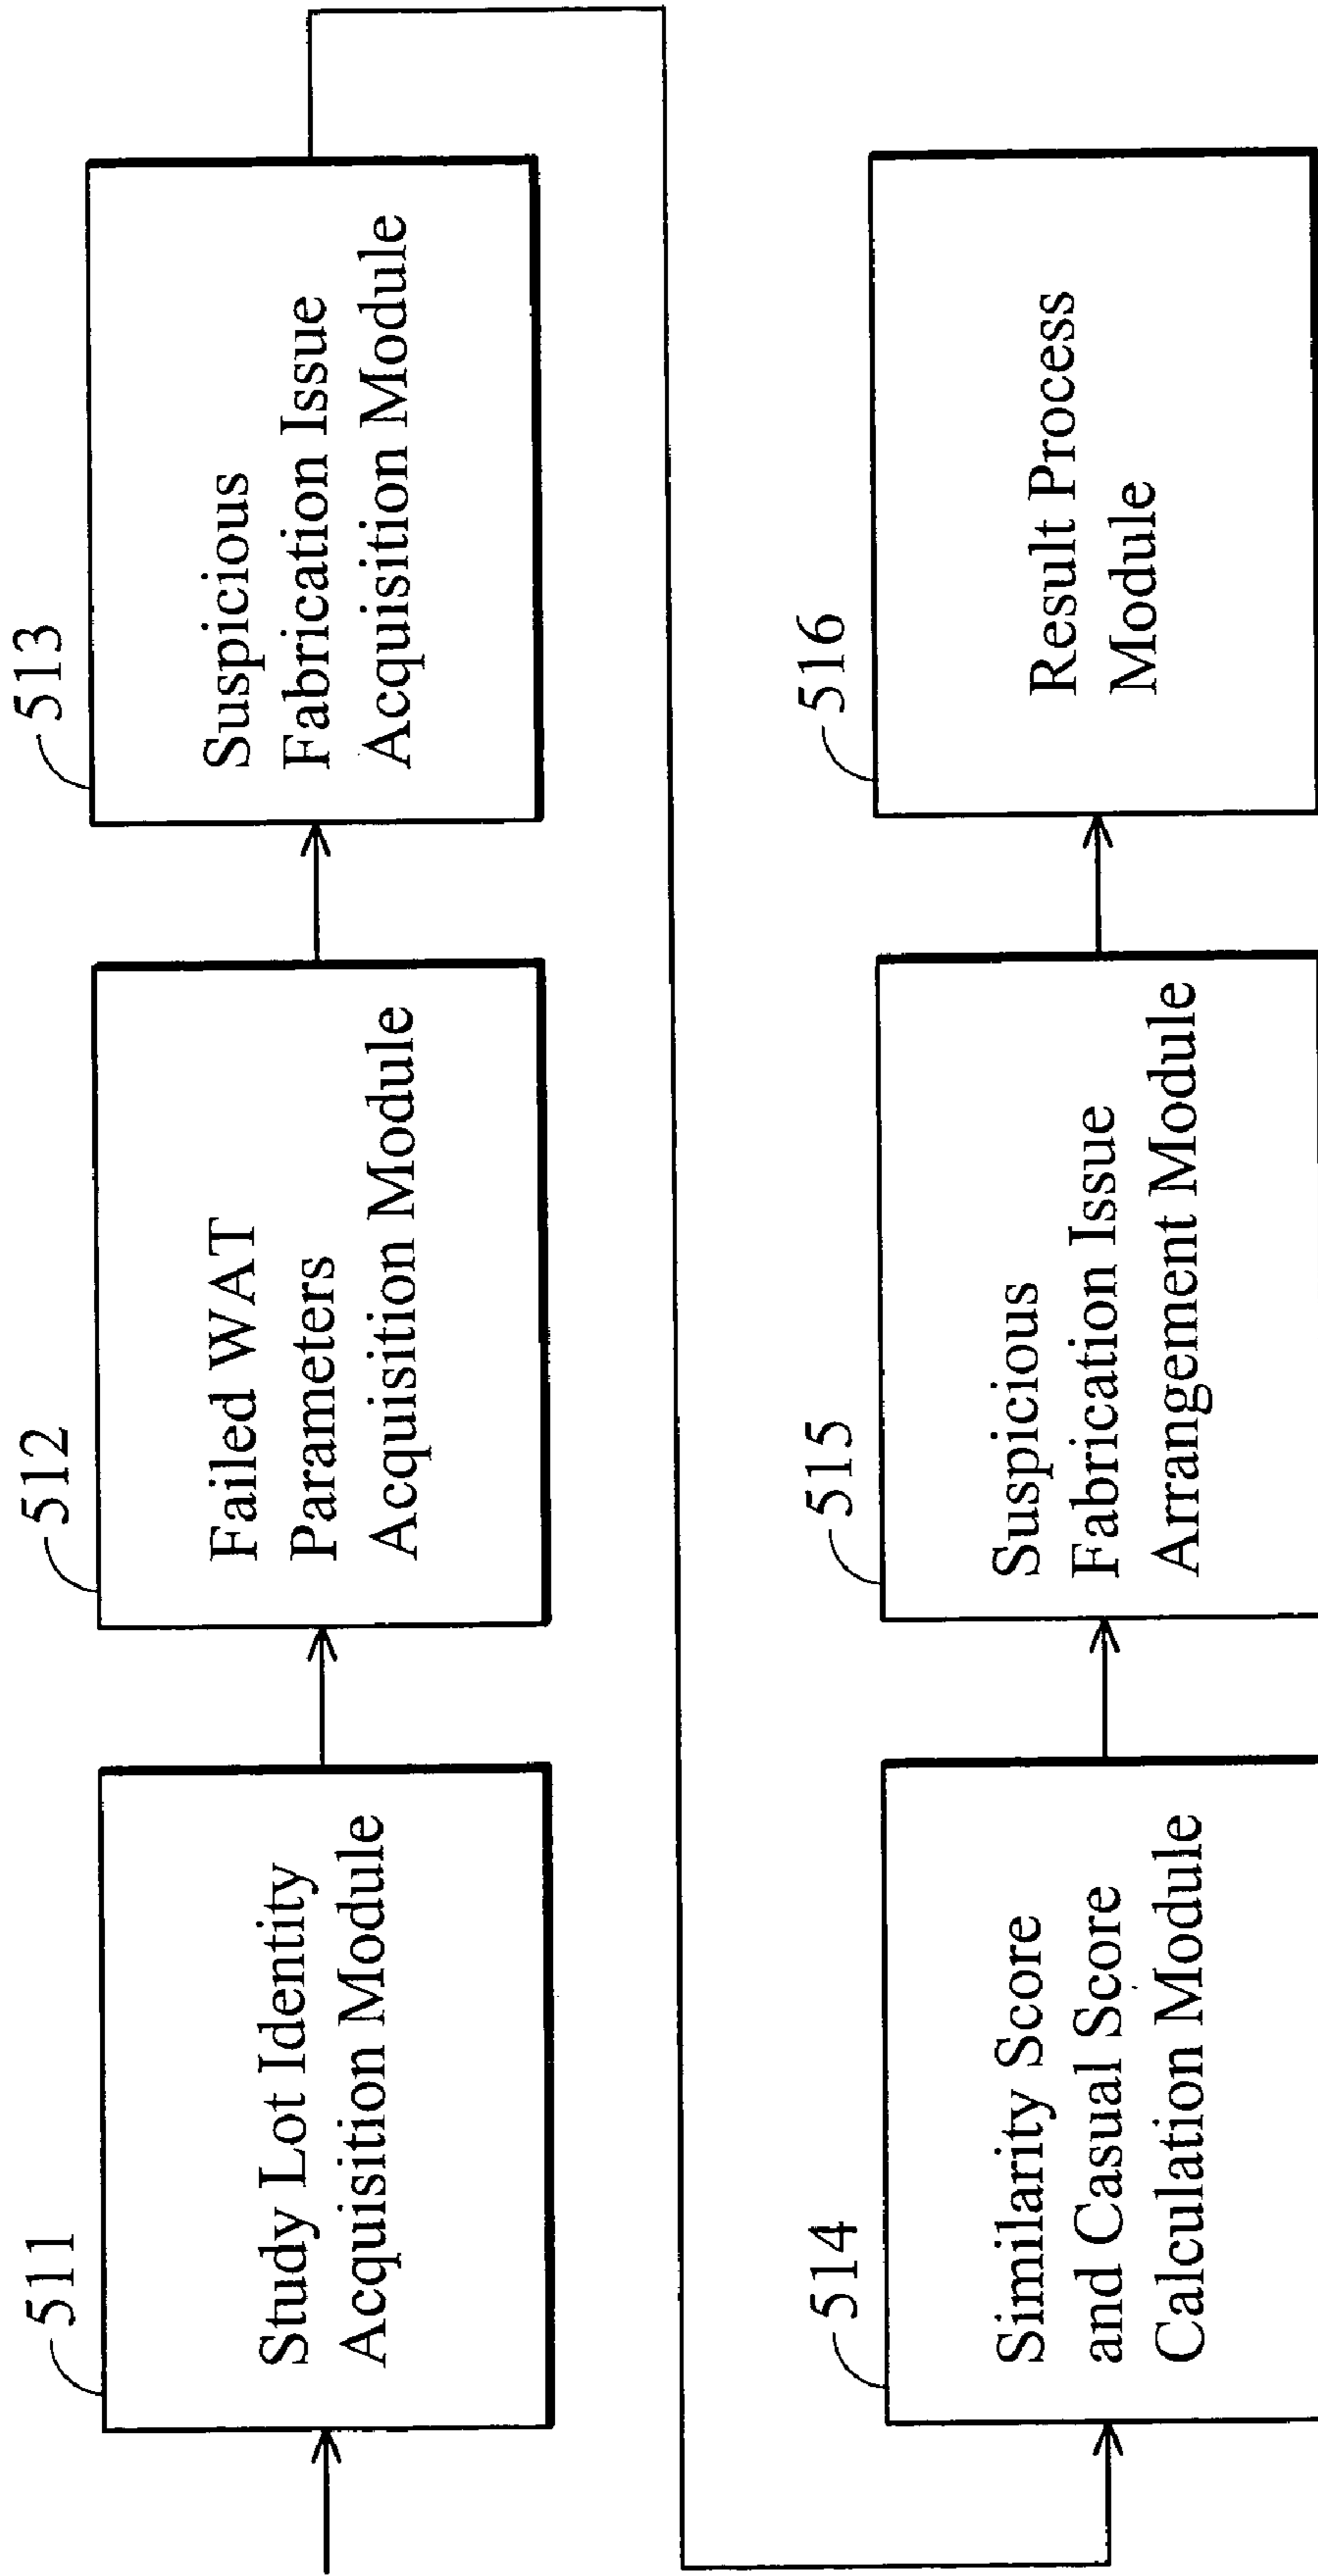 511
Study Lot Identity
Acquisition Module
512
Failed WAT
Parameters
Acquisition Module
513
Suspicious
Fabrication Issue
Acquisition Module
514
Similarity Score
and Casual Score
Calculation Module
515
Suspicious
Fabrication Issue
Arrangement Module
516
Result Process
Module